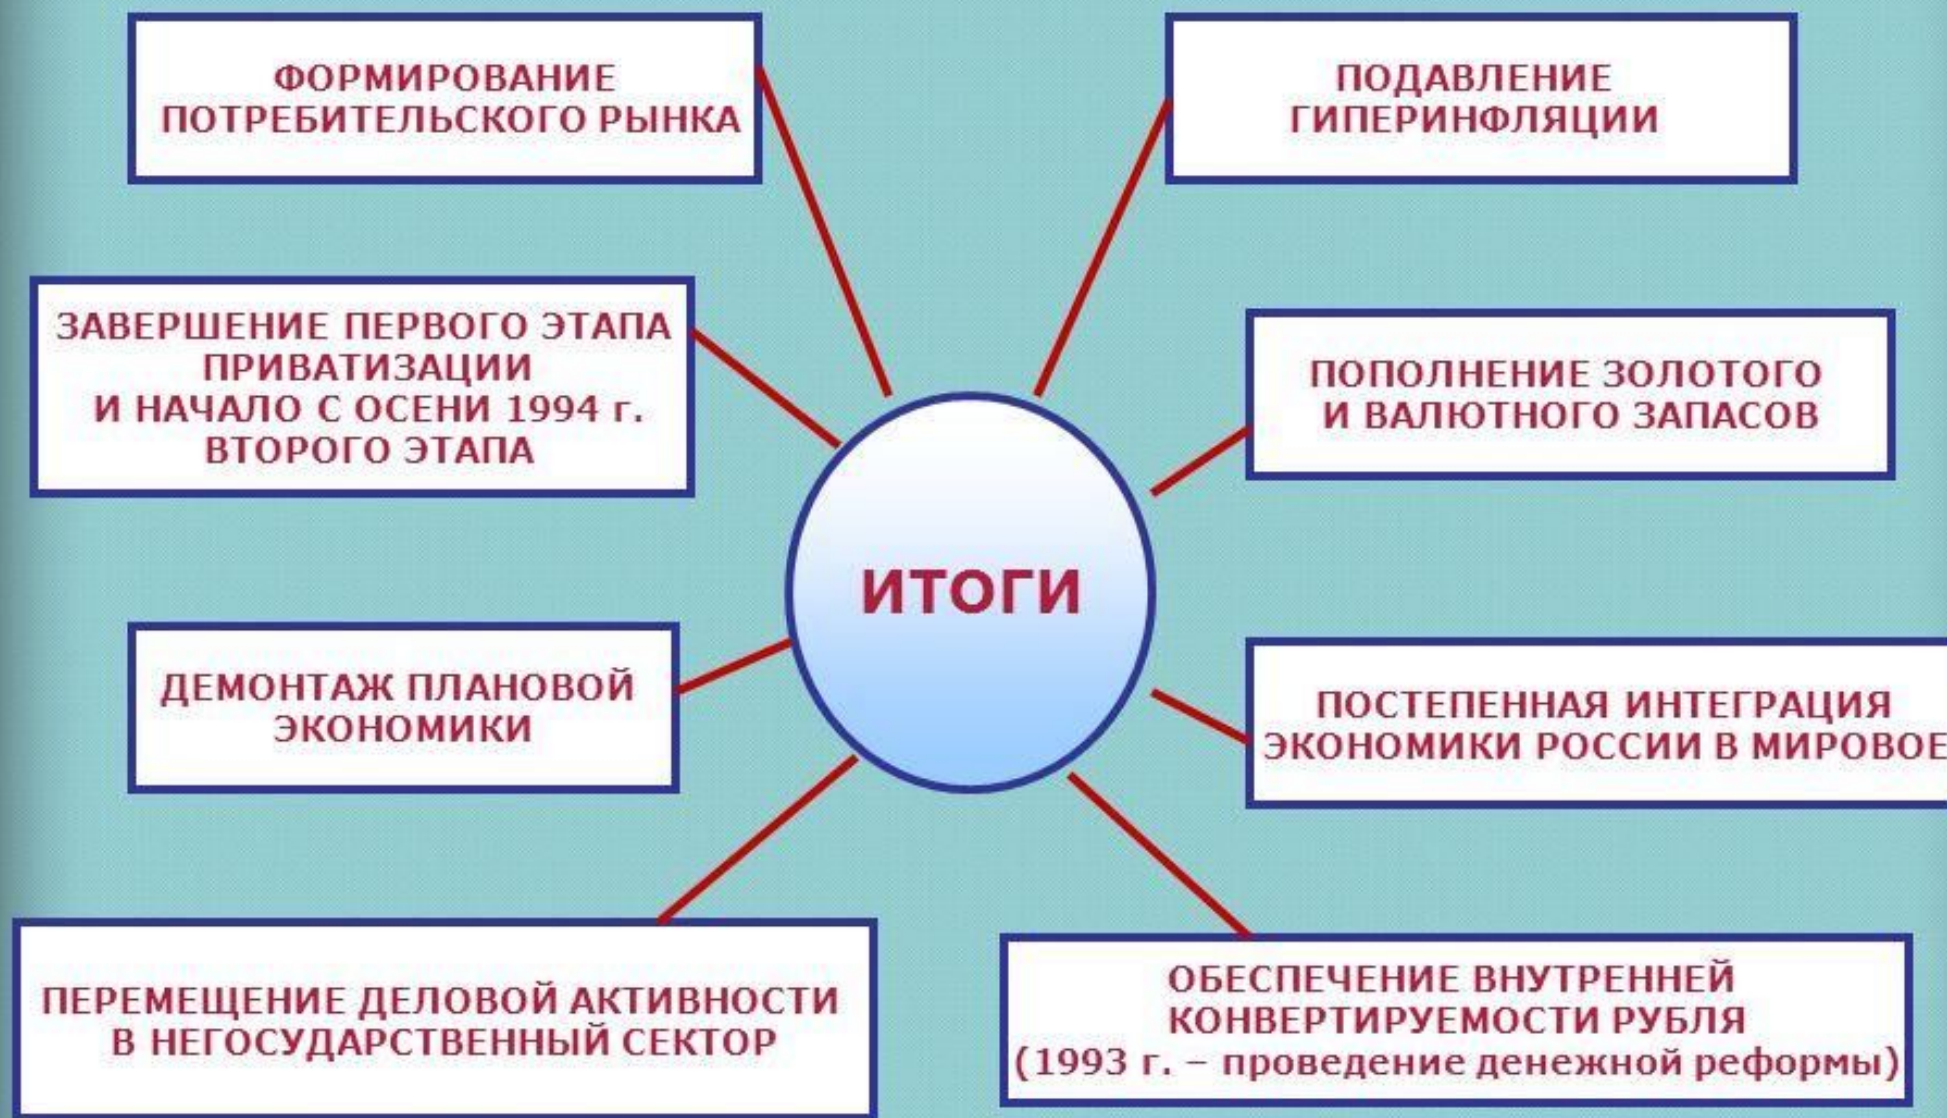 ФОРМИРОВАНИЕ
ПОТРЕБИТЕЛЬСКОГО РЫНКА
ПОДАВЛЕНИЕ
ГИПЕРИНФЛЯЦИИ
ЗАВЕРШЕНИЕ ПЕРВОГО ЭТАПА
ПРИВАТИЗАЦИИ
И НАЧАЛО С ОСЕНИ 1994 г.
ВТОРОГО ЭТАПА
ПОПОЛНЕНИЕ ЗОЛОТОГО
И ВАЛЮТНОГО ЗАПАСОВ
ИТОГИ
ДЕМОНТАЖ ПЛАНОВОЙ
ЭКОНОМИКИ
ПОСТЕПЕННАЯ ИНТЕГРАЦИЯ
ЭКОНОМИКИ РОССИИ В МИРОВОЕ
ПЕРЕМЕЩЕНИЕ ДЕЛОВОЙ АКТИВНОСТИ
В НЕГОСУДАРСТВЕННЫЙ СЕКТОР
ОБЕСПЕЧЕНИЕ ВНУТРЕННЕЙ
КОНВЕРТИРУЕМОСТИ РУБЛЯ
(1993 г. – проведение денежной реформы)